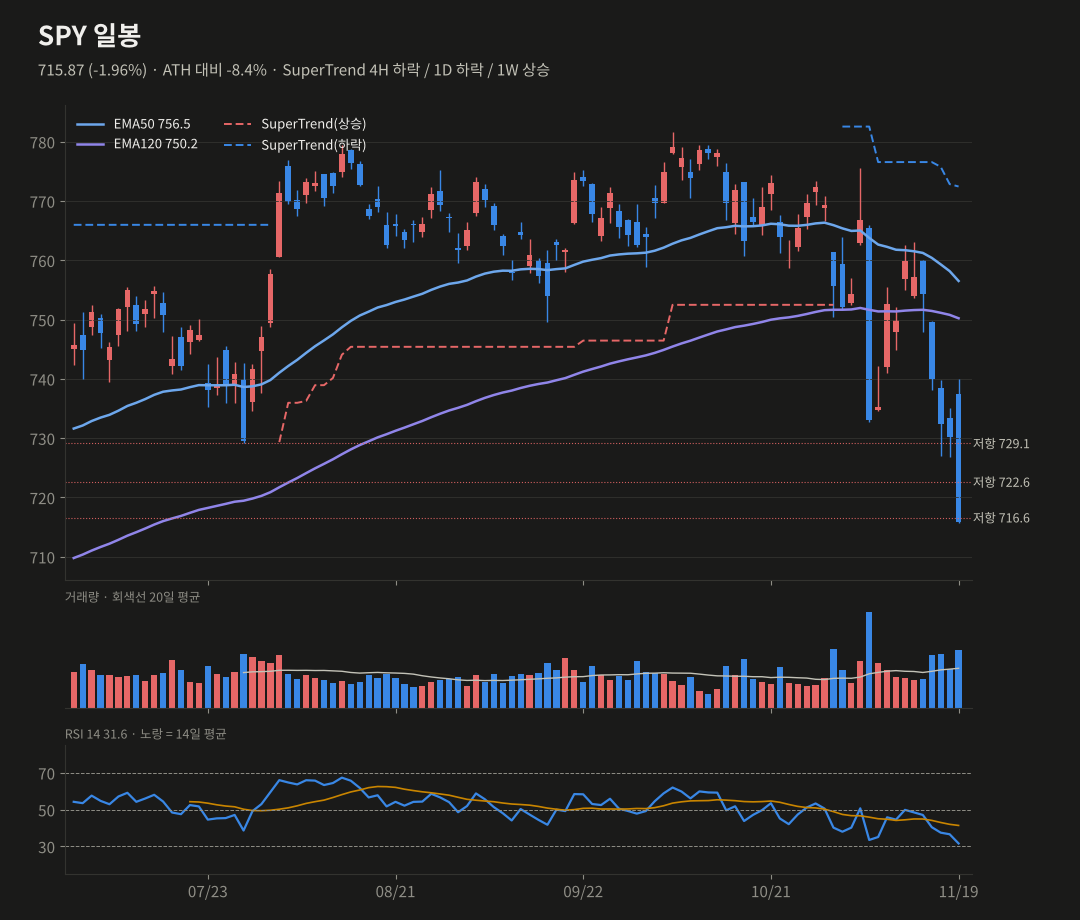 SPY 일봉
715.87 (-1.96%) · ATH 대비 -8.4% · SuperTrend 4H 하락 / 1D 하락 / 1W 상승
EMA50 756.5
SuperTrend(상승)
EMA120 750.2
SuperTrend(하락)
780
770
760
750
740
730
720
710
저항 729.1
저항 722.6
저항 716.6
거래량 · 회색선 20일 평균
RSI 14 31.6 · 노랑 = 14일 평균
70
50
30
07/23
08/21
09/22
10/21
11/19